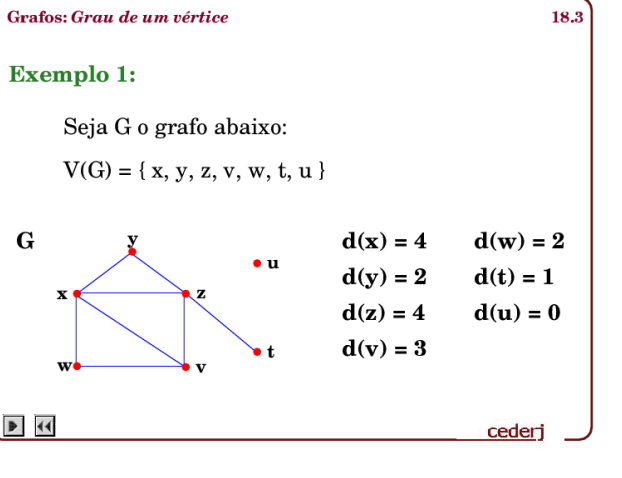 Grafos: Grau de um vértice 18.3
Exemplo 1:
Seja G o grafo abaixo:
V(G) = { x, y, z, v, w, t, u }
G
y
u
x
z
t
w
v
d(x) = 4 d(w) = 2
d(y) = 2 d(t) = 1
d(z) = 4 d(u) = 0
d(v) = 3
cederj